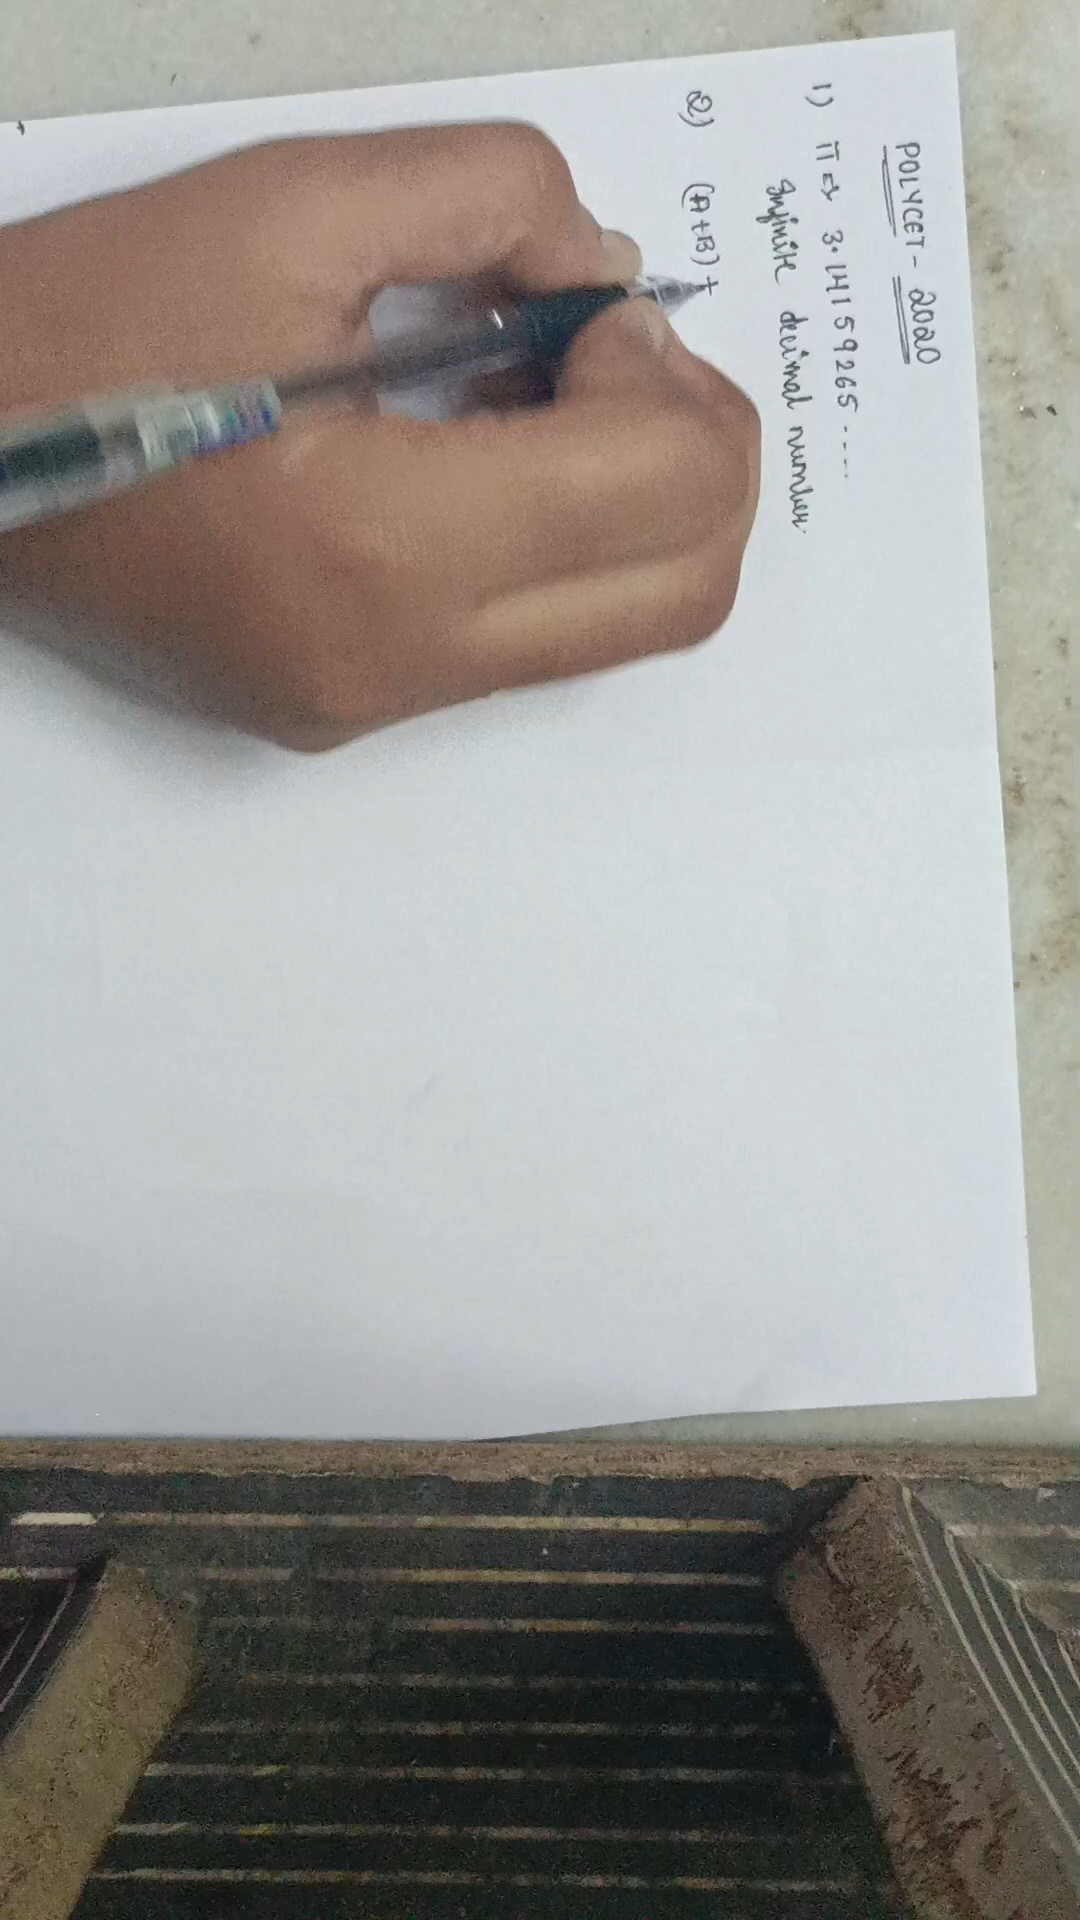 POLYCET - 2020
1) π => 3.14159265....
Infinite decimal number
2) (A+B) +